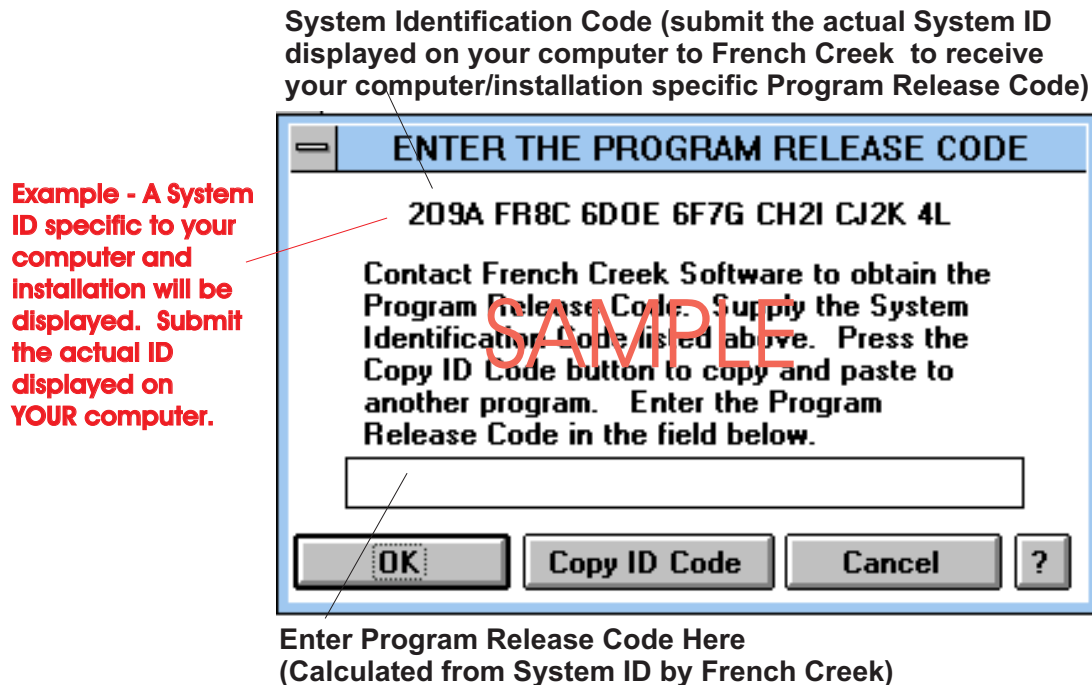 System Identification Code (submit the actual System ID
displayed on your computer to French Creek to receive
your computer/installation specific Program Release Code)
ENTER THE PROGRAM RELEASE CODE
Example - A System
ID specific to your
computer and
installation will be
displayed. Submit
the actual ID
displayed on
YOUR computer.
209A FR8C 6D0E 6F7G CH2I CJ2K 4L
Contact French Creek Software to obtain the
Program Release Code. Supply the System
Identification Code listed above. Press the
Copy ID Code button to copy and paste to
another program. Enter the Program
Release Code in the field below.
SAMPLE
OK
Copy ID Code
Cancel
?
Enter Program Release Code Here
(Calculated from System ID by French Creek)